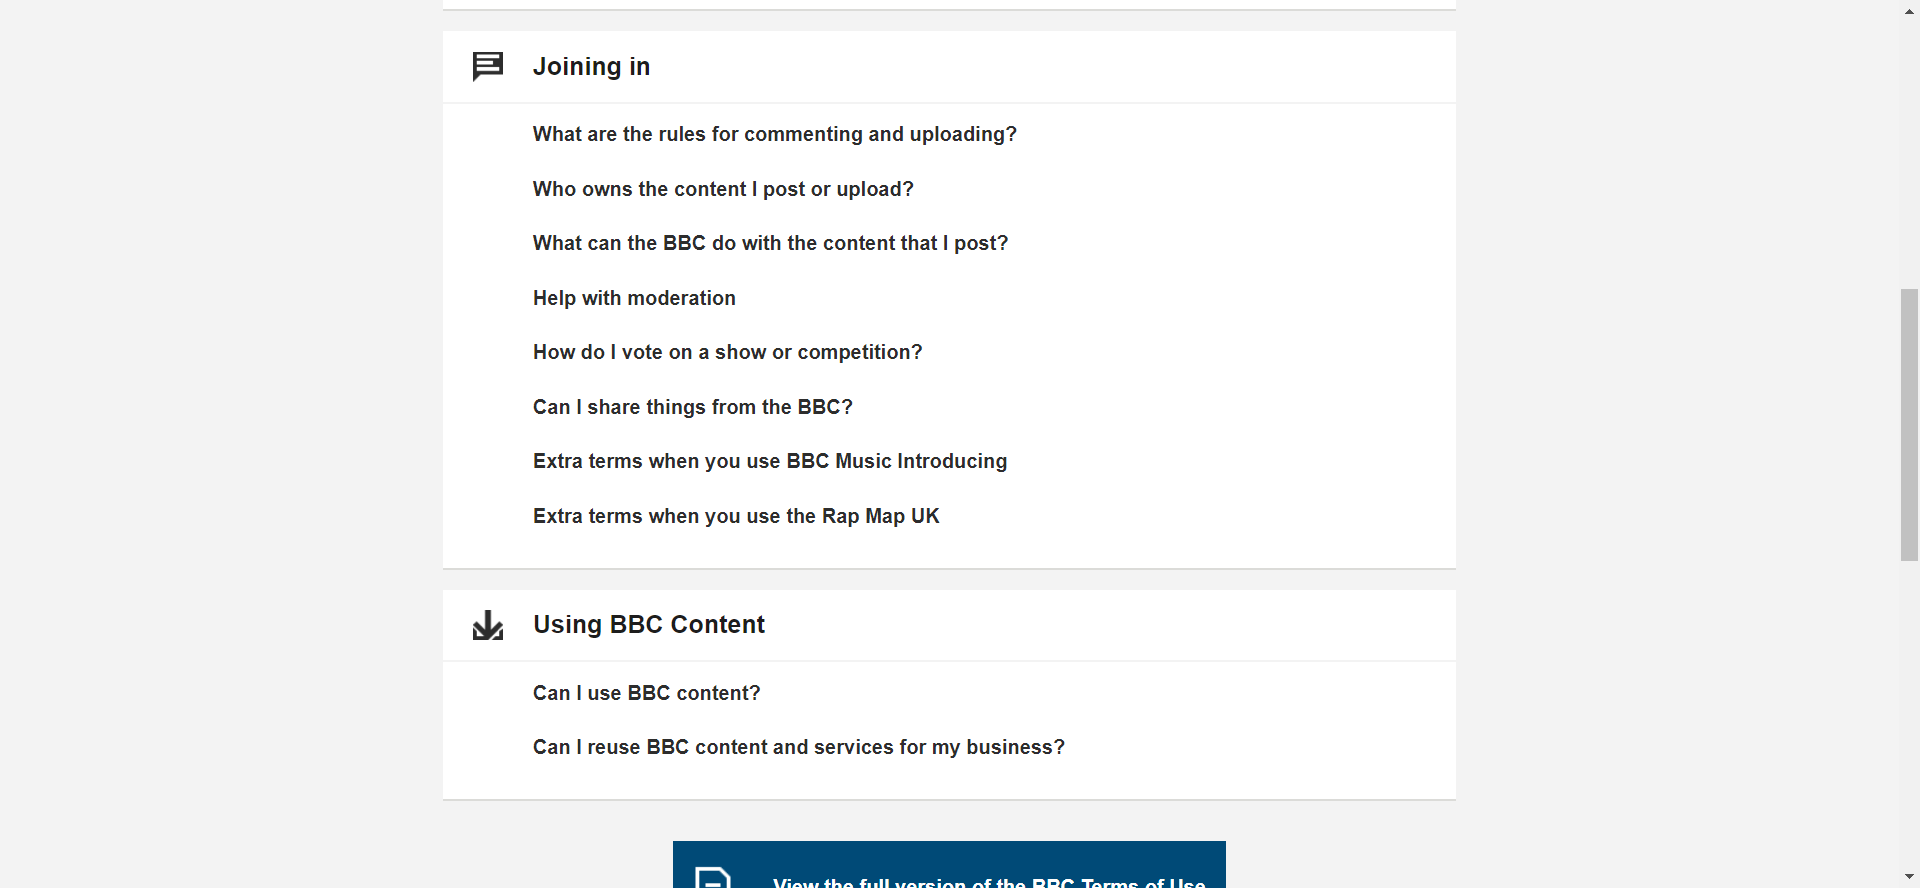 Joining in
What are the rules for commenting and uploading?
Who owns the content I post or upload?
What can the BBC do with the content that I post?
Help with moderation
How do I vote on a show or competition?
Can I share things from the BBC?
Extra terms when you use BBC Music Introducing
Extra terms when you use the Rap Map UK
Using BBC Content
Can I use BBC content?
Can I reuse BBC content and services for my business?
View the full version of the BBC Terms of Use